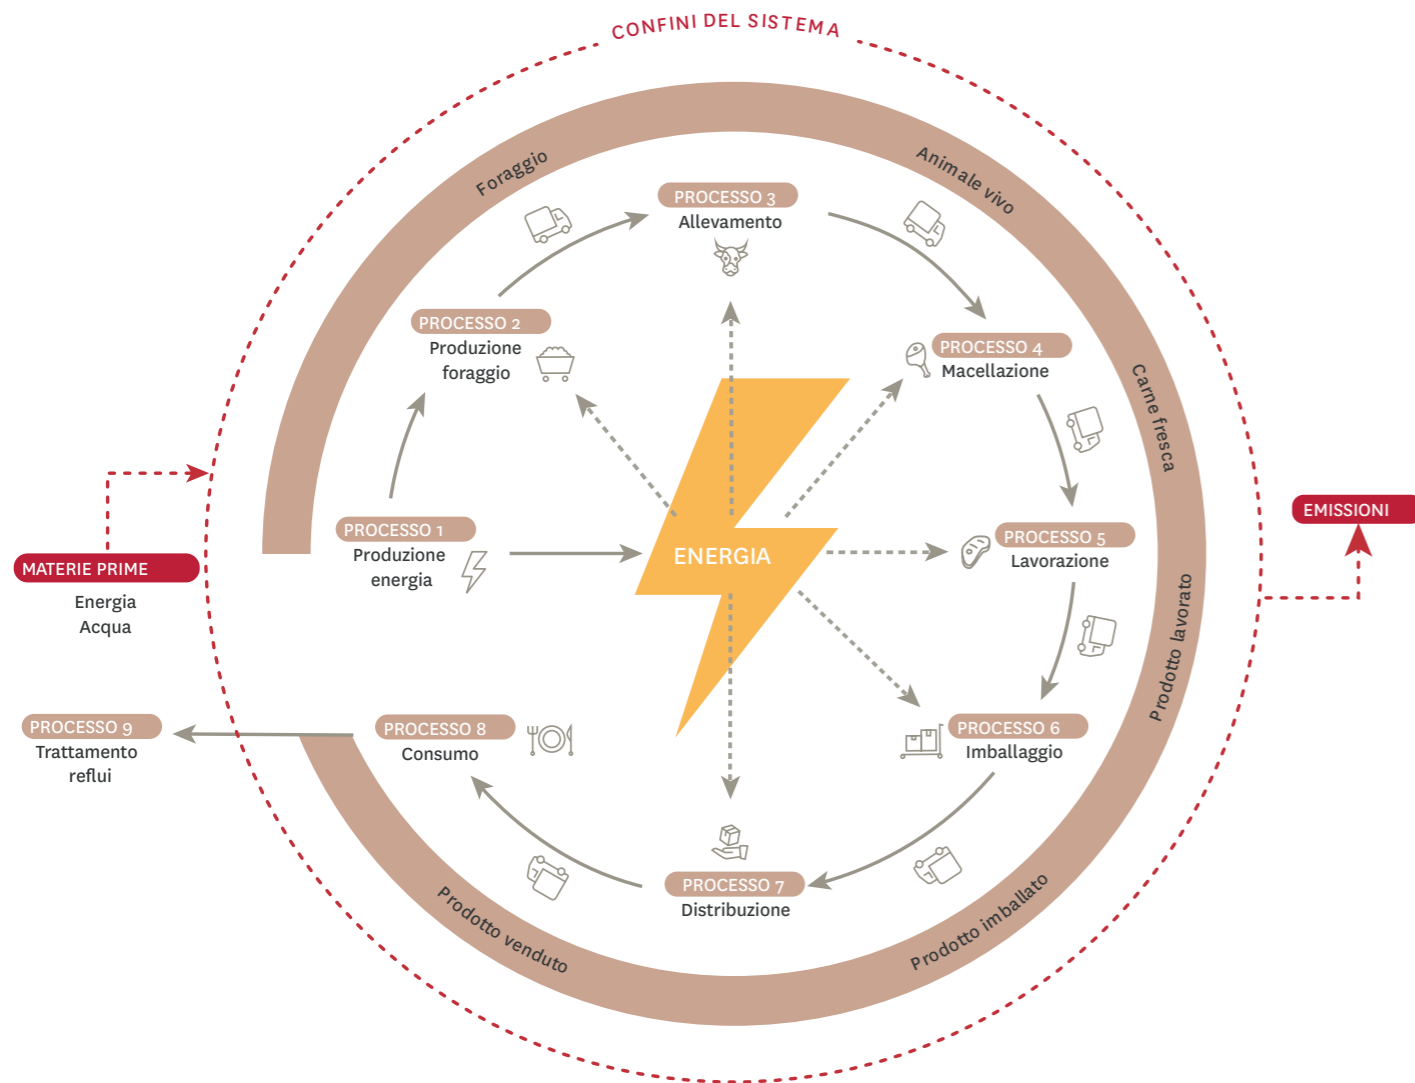 CONFINI DEL SISTEMA
Foraggio
Animale vivo
Carne fresca
Prodotto lavorato
Prodotto imballato
Prodotto venduto
PROCESSO 1
Produzione
energia
PROCESSO 2
Produzione
foraggio
PROCESSO 3
Allevamento
PROCESSO 4
Macellazione
PROCESSO 5
Lavorazione
PROCESSO 6
Imballaggio
PROCESSO 7
Distribuzione
PROCESSO 8
Consumo
PROCESSO 9
Trattamento
reflui
ENERGIA
MATERIE PRIME
Energia
Acqua
EMISSIONI